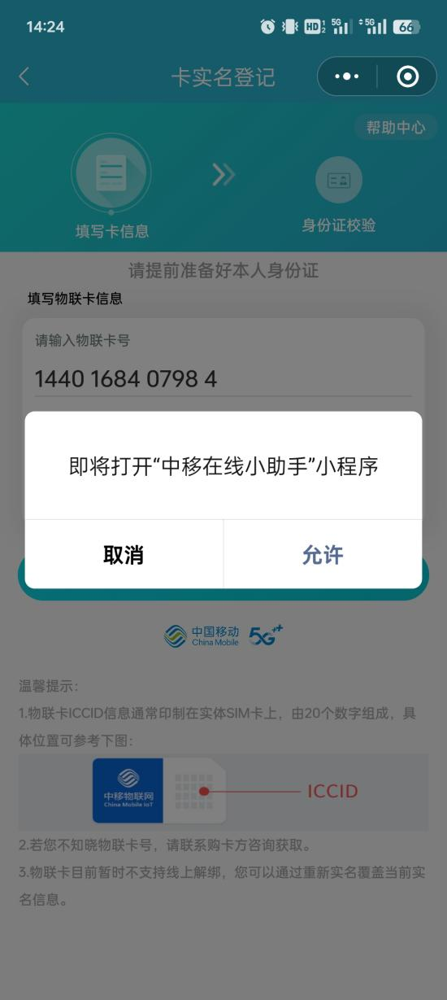 14:24
HD 1 2 5G 5G 66
卡实名登记
帮助中心
填写卡信息
身份证校验
请提前准备好本人身份证
填写物联卡信息
请输入物联卡号
1440 1684 0798 4
即将打开“中移在线小助手”小程序
取消
允许
中国移动
China Mobile
5G++
温馨提示：
1.物联卡ICCID信息通常印制在实体SIM卡上，由20个数字组成，具
体位置可参考下图：
中移物联网
China Mobile IoT
ICCID
2.若您不知晓物联卡号，请联系购卡方咨询获取。
3.物联卡目前暂时不支持线上解绑，您可以通过重新实名覆盖当前实
名信息。